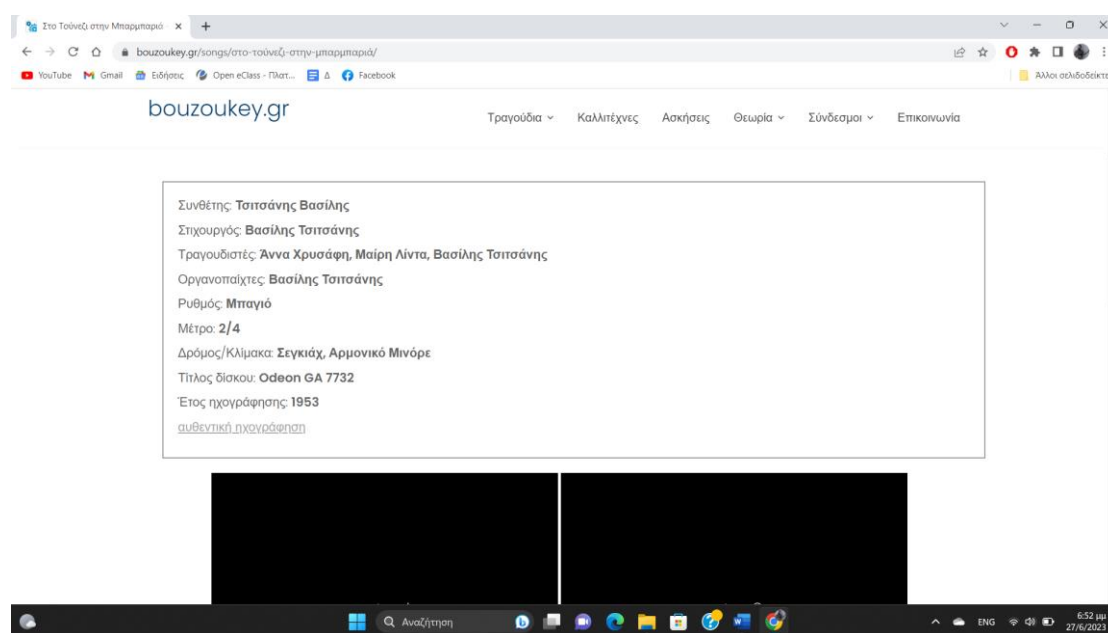 Στο Τούνεζι στην Μπαρμπαριά
bouzoukey.gr/songs/στο-τούνεζι-στην-μπαρμπαριά/
YouTube Gmail Ειδήσεις Open eClass - Πλατ... Δ Facebook Άλλοι σελιδοδείκτε
bouzoukey.gr
Τραγούδια Καλλιτέχνες Ασκήσεις Θεωρία Σύνδεσμοι Επικοινωνία
Συνθέτης: Τσιτσάνης Βασίλης
Στιχουργός: Βασίλης Τσιτσάνης
Τραγουδιστές: Άννα Χρυσάφη, Μαίρη Λίντα, Βασίλης Τσιτσάνης
Οργανοπαίχτες: Βασίλης Τσιτσάνης
Ρυθμός: Μπαγιό
Μέτρο: 2/4
Δρόμος/Κλίμακα: Σεγκιάχ, Αρμονικό Μινόρε
Τίτλος δίσκου: Odeon GA 7732
Έτος ηχογράφησης: 1953
αυθεντική ηχογράφηση
Αναζήτηση
ENG
6:52 μμ
27/6/2023